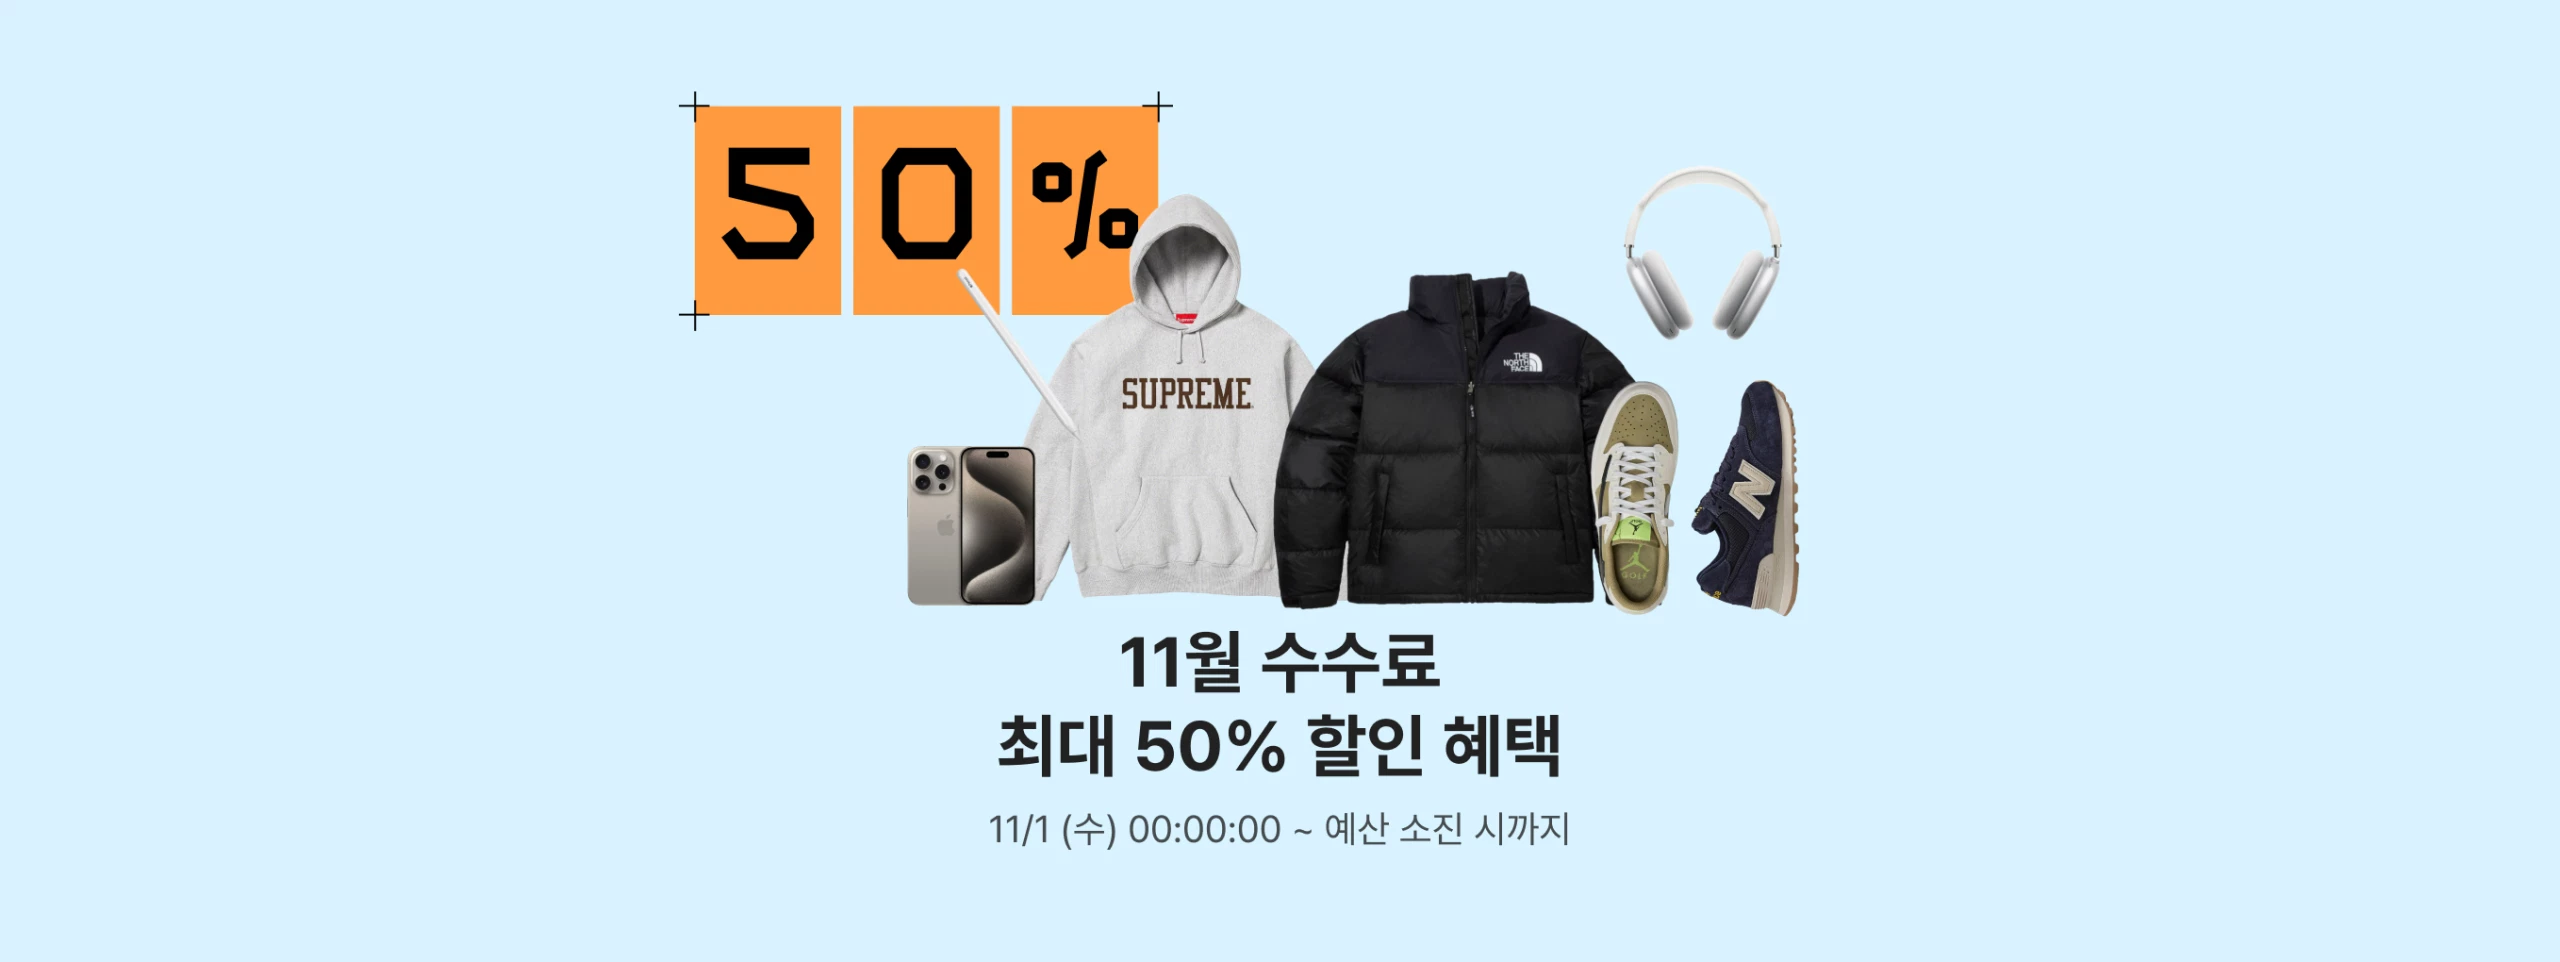 50%
SUPREME
THE
NORTH
FACE
N
11월 수수료
최대 50% 할인 혜택
11/1 (수) 00:00:00 ~ 예산 소진 시까지